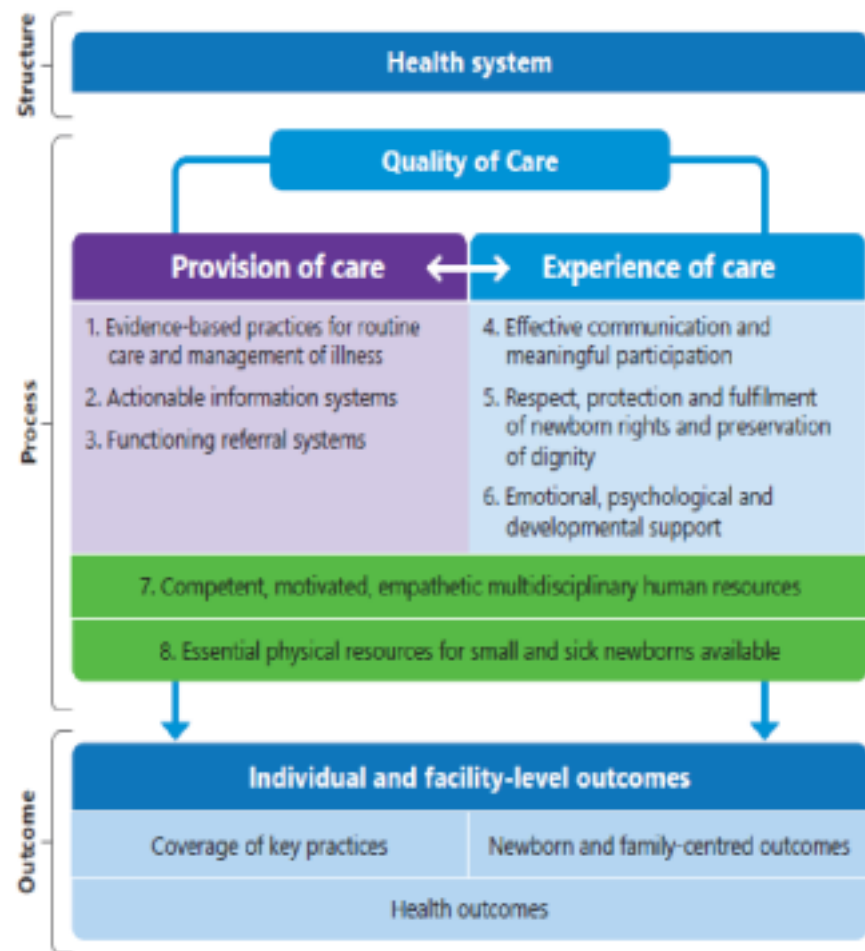 Structure
Health system
Process
Quality of Care
Provision of care
Experience of care
1. Evidence-based practices for routine
care and management of illness
2. Actionable information systems
3. Functioning referral systems
4. Effective communication and
meaningful participation
5. Respect, protection and fulfilment
of newborn rights and preservation
of dignity
6. Emotional, psychological and
developmental support
7. Competent, motivated, empathetic multidisciplinary human resources
8. Essential physical resources for small and sick newborns available
Outcome
Individual and facility-level outcomes
Coverage of key practices
Newborn and family-centred outcomes
Health outcomes